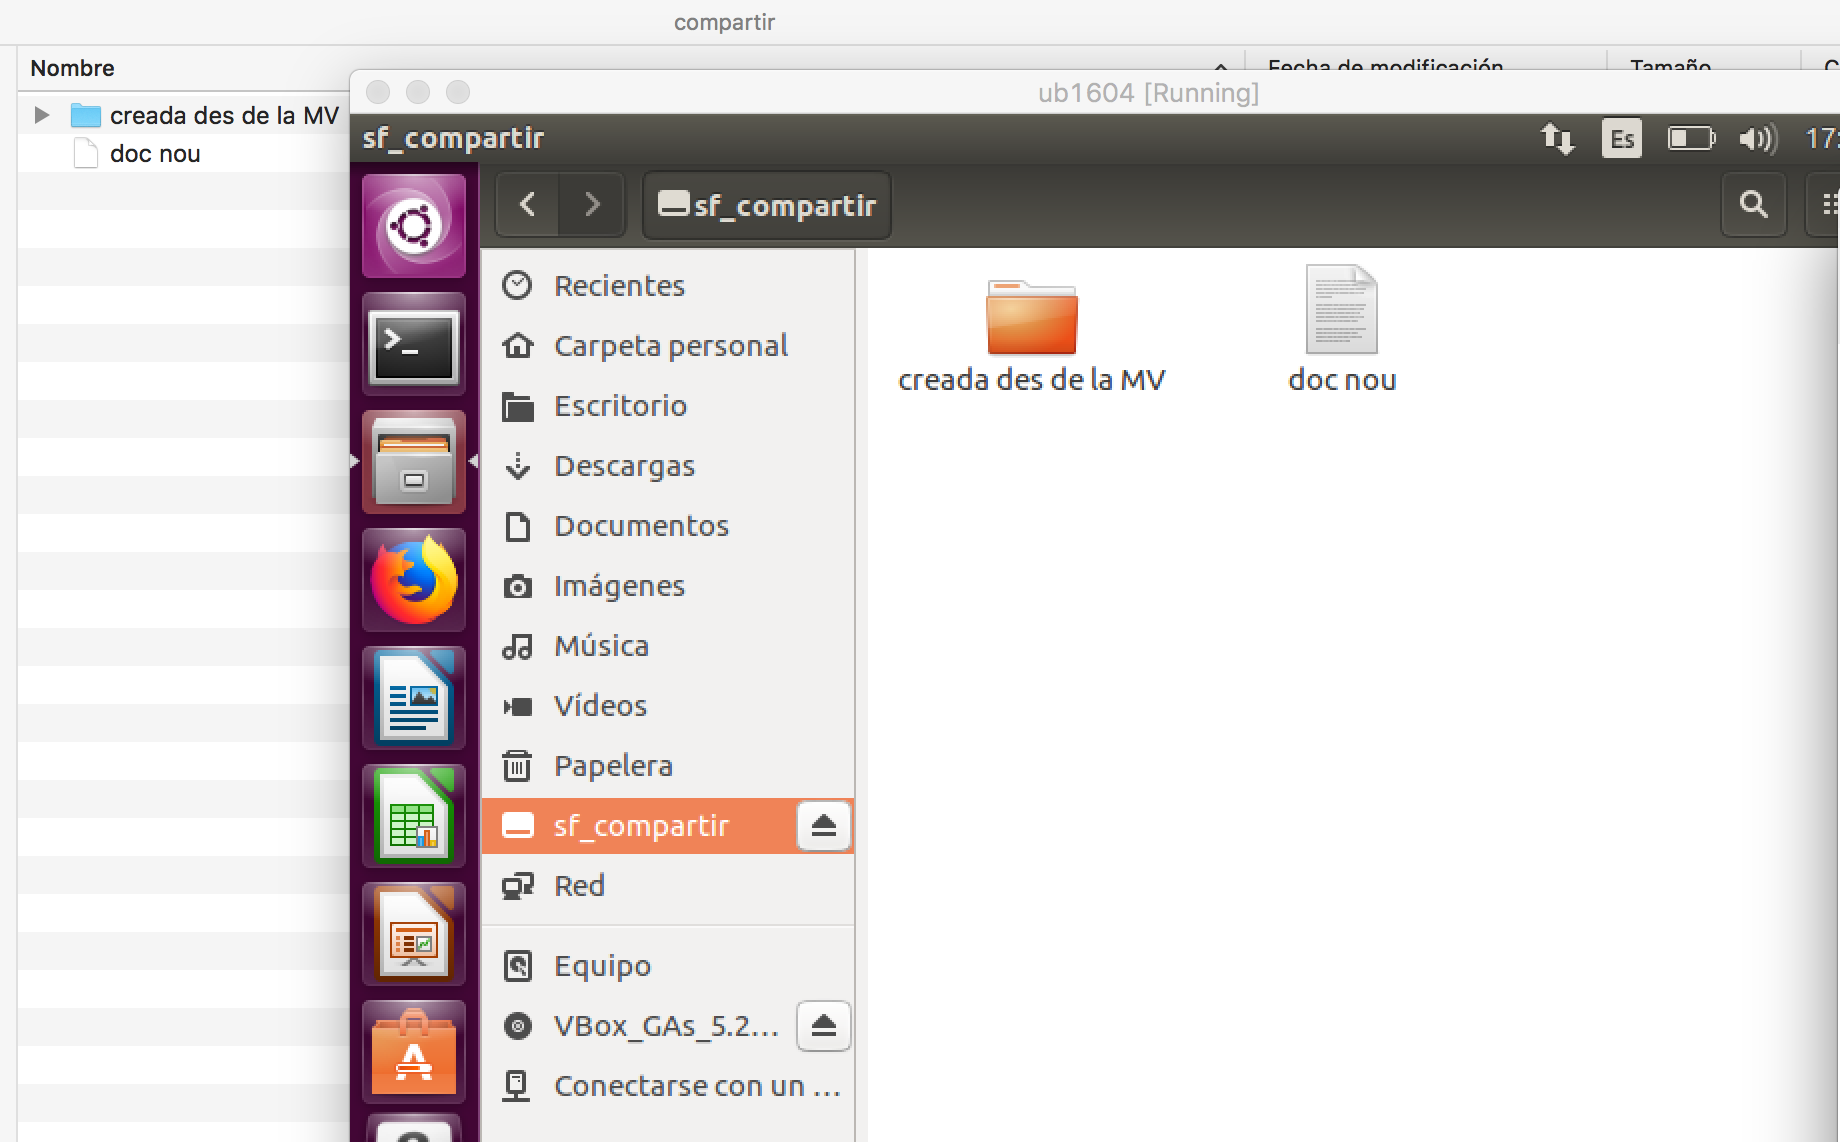 compartir
Nombre
creada des de la MV
doc nou
ub1604 [Running]
sf_compartir
Es
17:
sf_compartir
Recientes
Carpeta personal
Escritorio
Descargas
Documentos
Imágenes
Música
Vídeos
Papelera
sf_compartir
Red
Equipo
VBox_GAs_5.2...
Conectarse con un ...
creada des de la MV
doc nou
Fecha de modificación
Tamaño